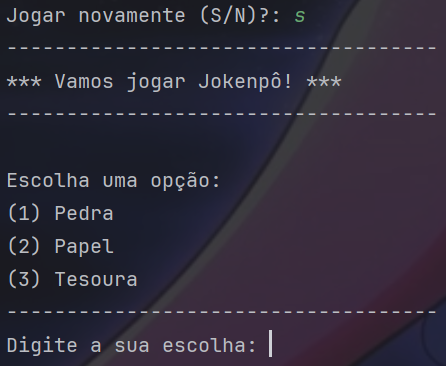 Jogar novamente (S/N)?: s
------------------------------------
*** Vamos jogar Jokenpô! ***
------------------------------------
Escolha uma opção:
(1) Pedra
(2) Papel
(3) Tesoura
------------------------------------
Digite a sua escolha: